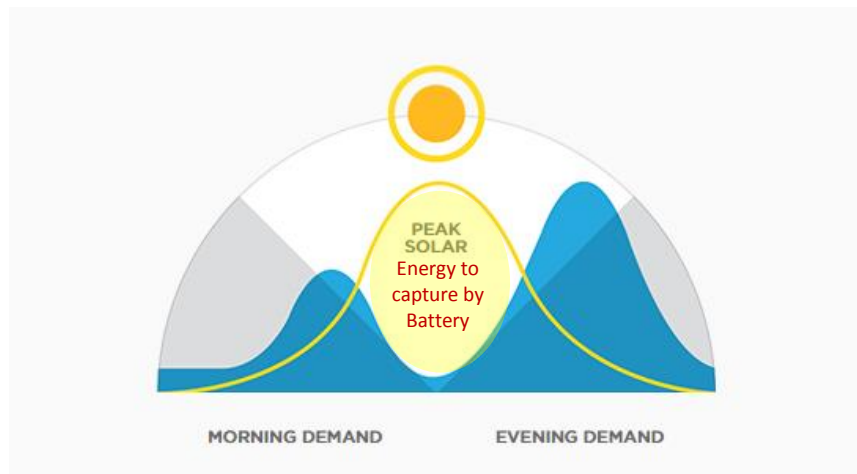 PEAK
SOLAR
Energy to
capture by
Battery
MORNING DEMAND
EVENING DEMAND